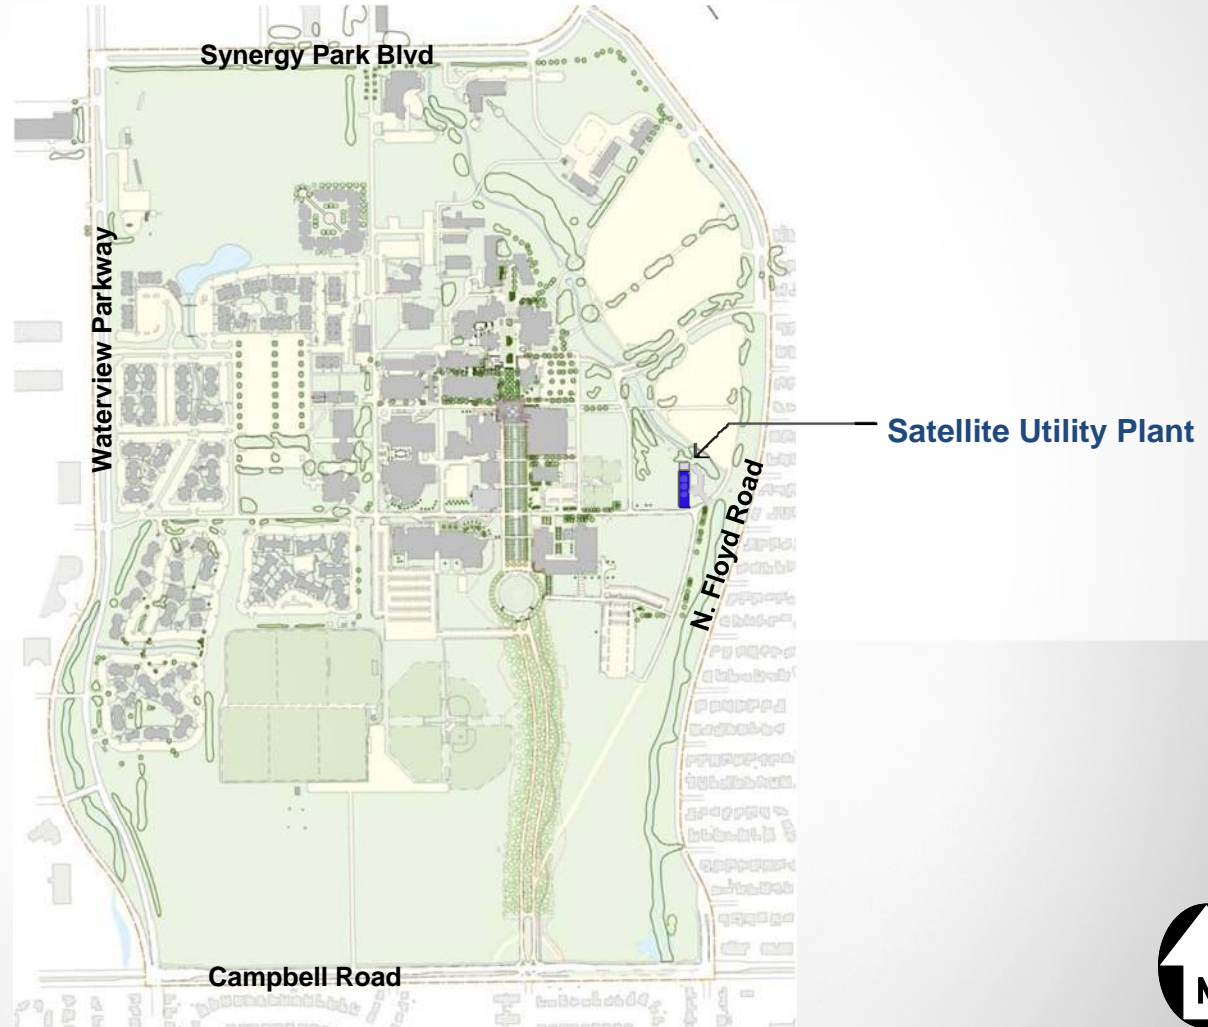 Synergy Park Blvd
Waterview Parkway
Satellite Utility Plant
N. Floyd Road
Campbell Road
N